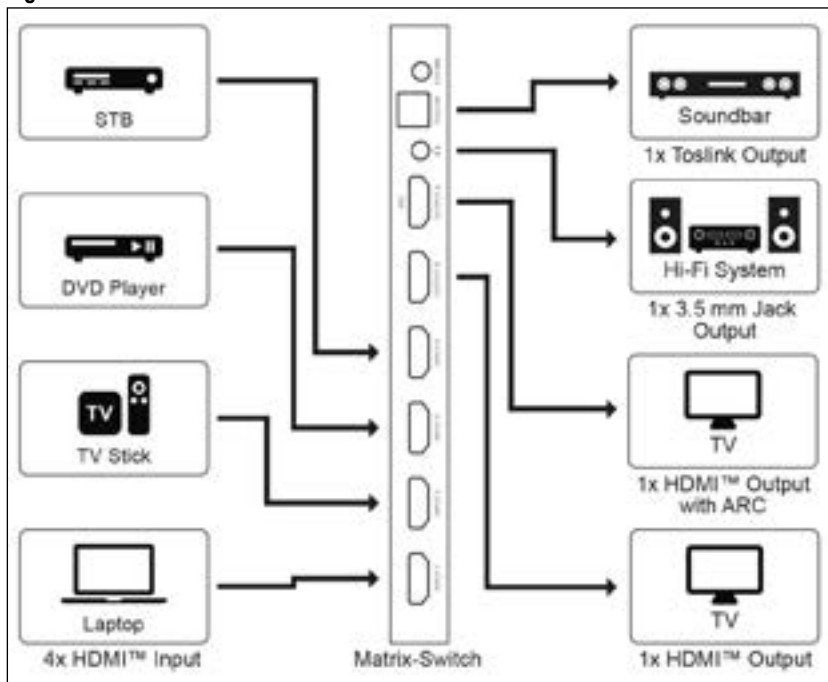 STB
DVD Player
TV
TV Stick
Laptop
4x HDMI™ Input
Matrix-Switch
Soundbar
1x Toslink Output
Hi-Fi System
1x 3.5 mm Jack
Output
TV
1x HDMI™ Output
with ARC
TV
1x HDMI™ Output